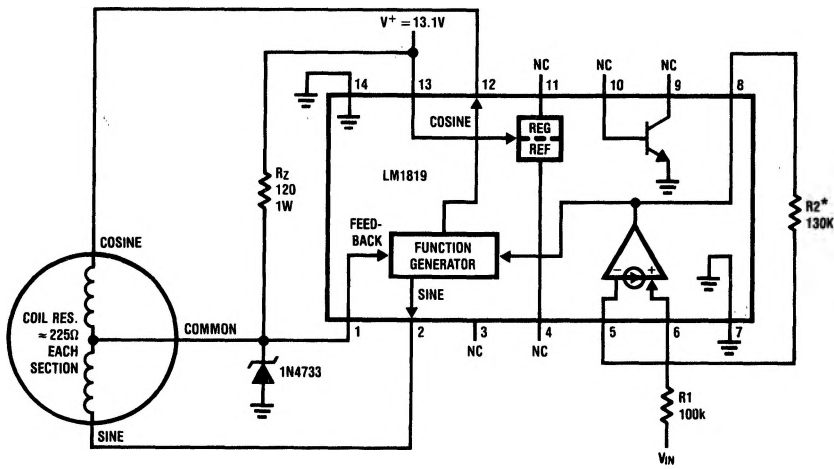 V+ = 13.1V
NC
NC
NC
14
13
12
11
10
9
8
COSINE
REG
REF
LM1819
RZ
120
1W
R2*
130K
FEED-
BACK
FUNCTION
GENERATOR
COSINE
SINE
- +
COIL RES.
≈ 225Ω
EACH
SECTION
COMMON
1
2
3
4
5
6
7
NC
NC
1N4733
SINE
R1
100k
VIN